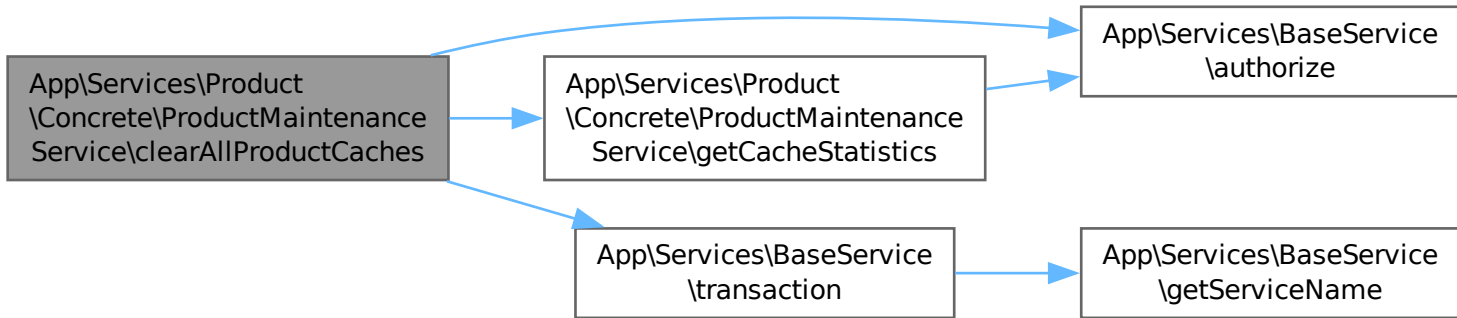 App\Services\Product
\Concrete\ProductMaintenance
Service\clearAllProductCaches
App\Services\Product
\Concrete\ProductMaintenance
Service\getCacheStatistics
App\Services\BaseService
\authorize
App\Services\BaseService
\transaction
App\Services\BaseService
\getServiceName